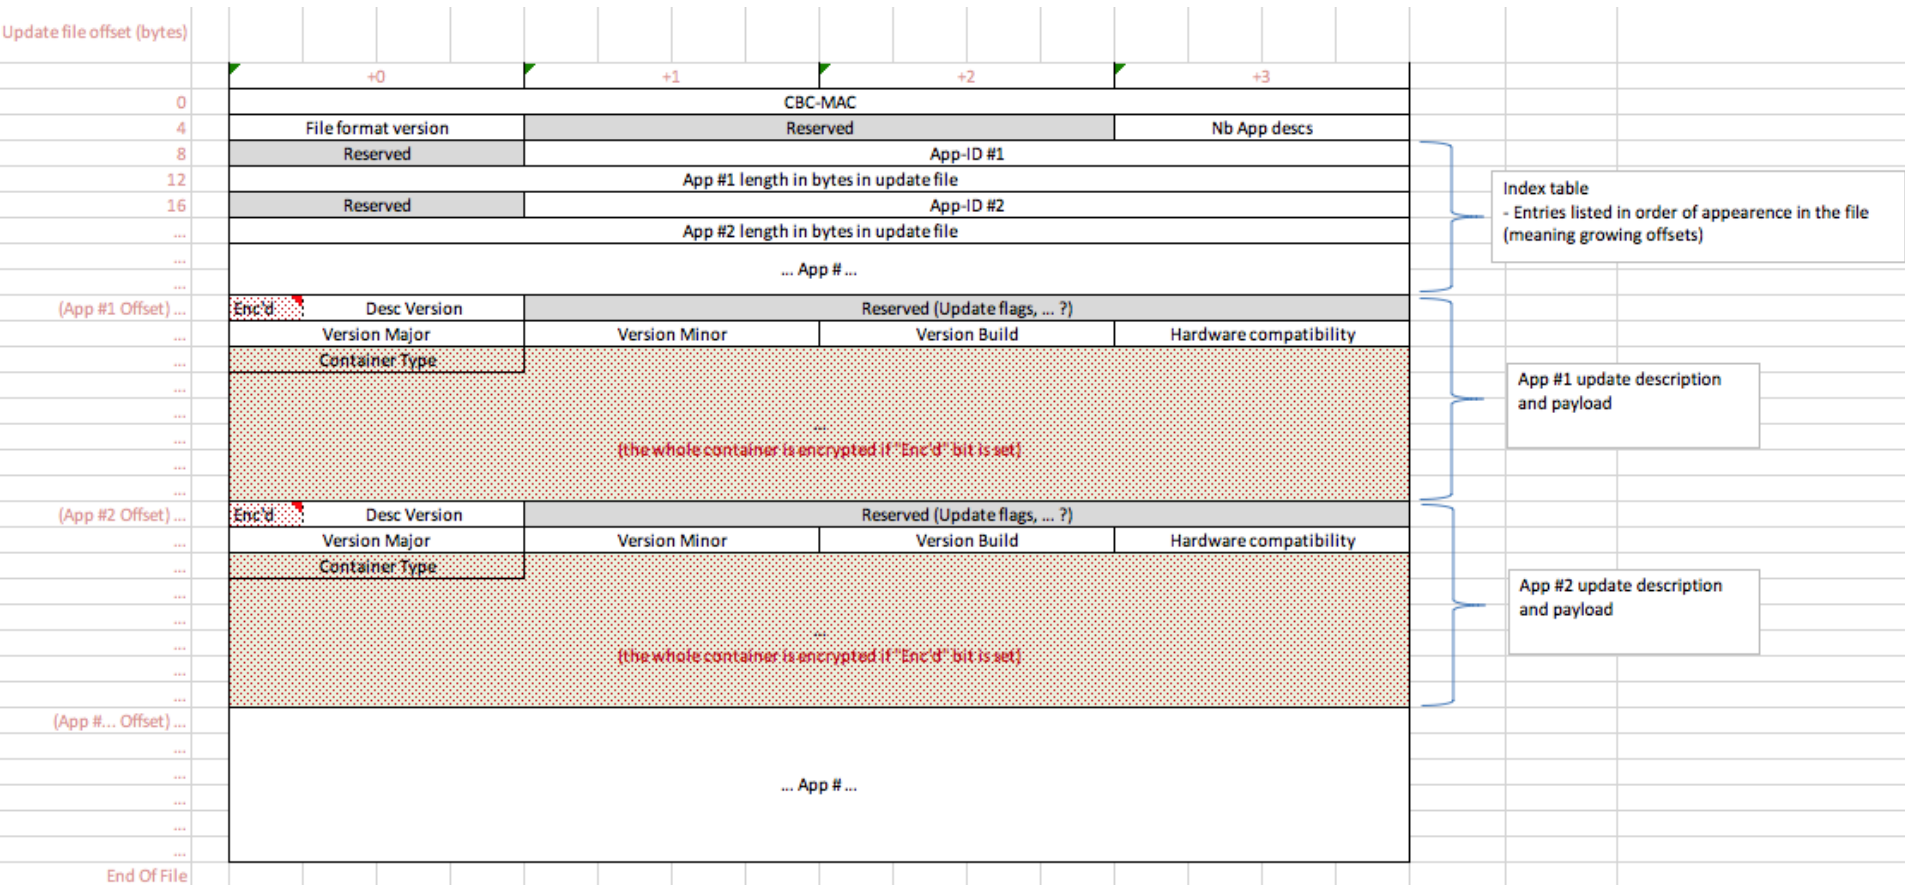 Update file offset (bytes)
+0 +1 +2 +3
0 CBC-MAC
4 File format version Reserved Nb App descs
8 Reserved App-ID #1
12 App #1 length in bytes in update file
16 Reserved App-ID #2
... App #2 length in bytes in update file
...
... App # ...
...
Index table
- Entries listed in order of appearence in the file
(meaning growing offsets)
(App #1 Offset) ... Enc'd Desc Version Reserved (Update flags, ... ?)
... Version Major Version Minor Version Build Hardware compatibility
... Container Type
...
...
...
...
(the whole container is encrypted if "Enc'd" bit is set)
...
...
App #1 update description
and payload
(App #2 Offset) ... Enc'd Desc Version Reserved (Update flags, ... ?)
... Version Major Version Minor Version Build Hardware compatibility
... Container Type
...
...
...
...
(the whole container is encrypted if "Enc'd" bit is set)
...
...
App #2 update description
and payload
(App #... Offset) ...
...
...
... App # ...
...
...
...
End Of File